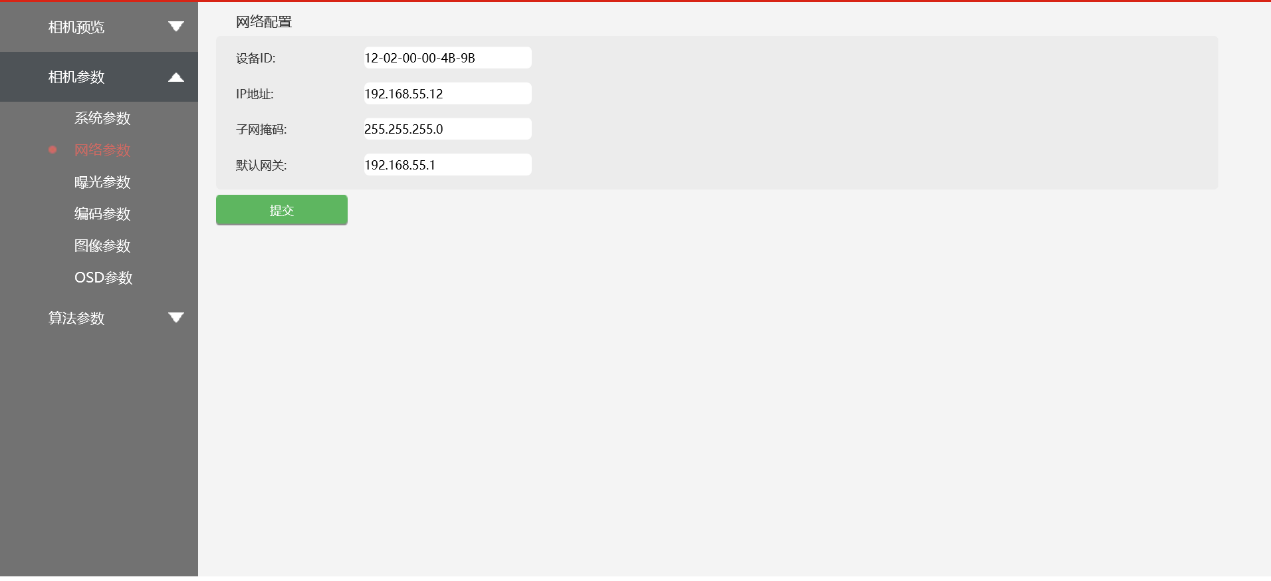 相机预览
相机参数
系统参数
网络参数
曝光参数
编码参数
图像参数
OSD参数
算法参数
网络配置
设备ID: 12-02-00-00-4B-9B
IP地址: 192.168.55.12
子网掩码: 255.255.255.0
默认网关: 192.168.55.1
提交